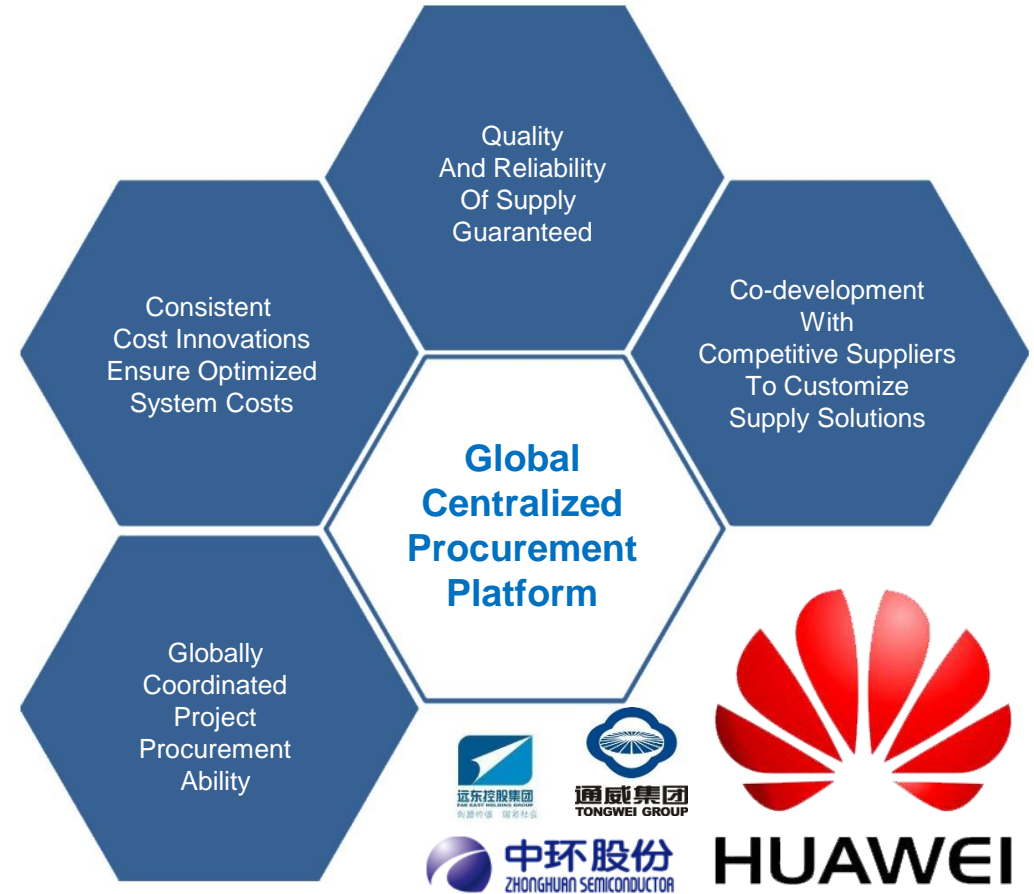 Quality
And Reliability
Of Supply
Guaranteed
Consistent
Cost Innovations
Ensure Optimized
System Costs
Co-development
With
Competitive Suppliers
To Customize
Supply Solutions
Global
Centralized
Procurement
Platform
Globally
Coordinated
Project
Procurement
Ability
远东控股集团
FAR EAST HOLDING GROUP
通威集团
TONGWEI GROUP
中环股份
ZHONGHUAN SEMICONDUCTOR
HUAWEI